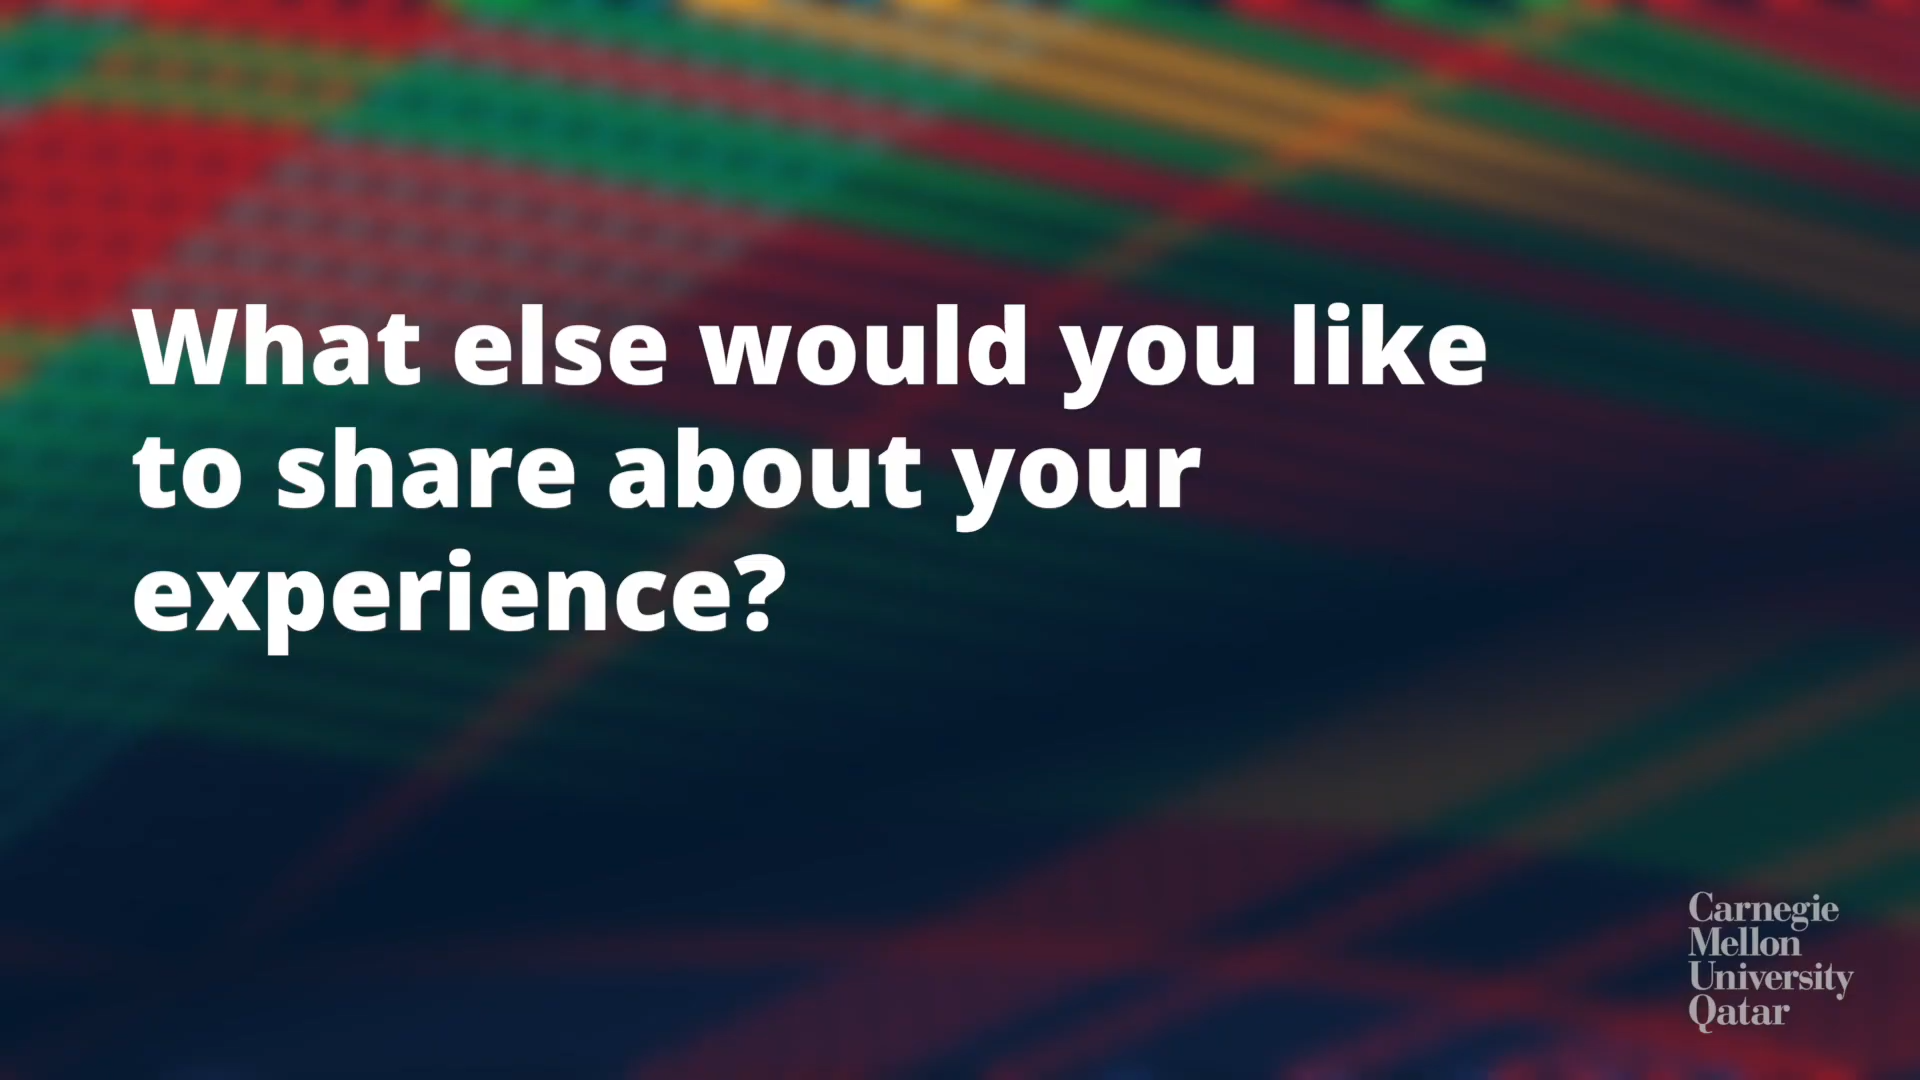 What else would you like
to share about your
experience?
Carnegie
Mellon
University
Qatar